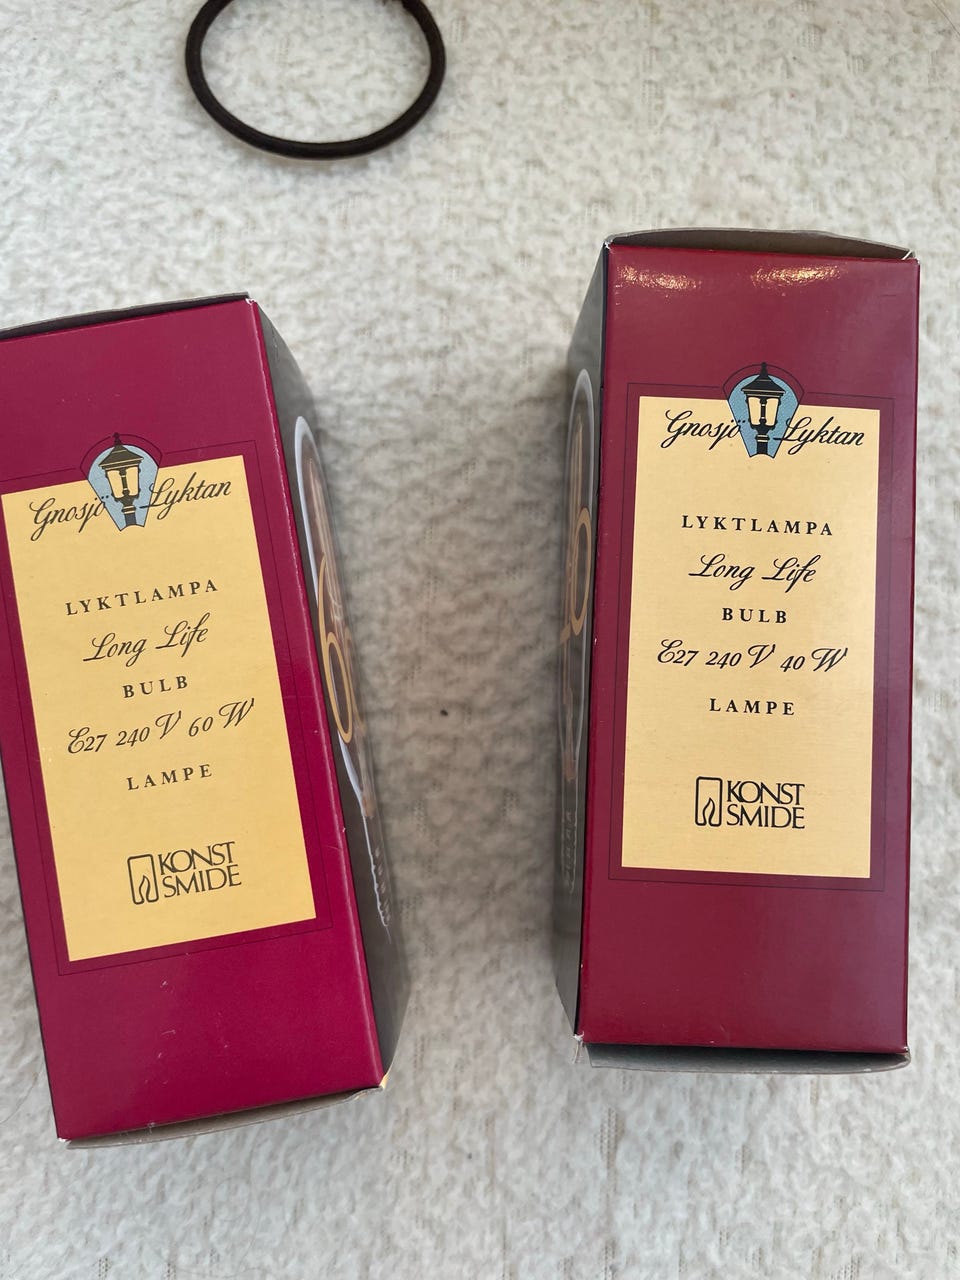 Gnosjö Lyktan
LYKTLAMPA
Long Life
BULB
E27 240 V 60 W
LAMPE
KONST
SMIDE
60
Gnosjö Lyktan
LYKTLAMPA
Long Life
BULB
E27 240 V 40 W
LAMPE
KONST
SMIDE